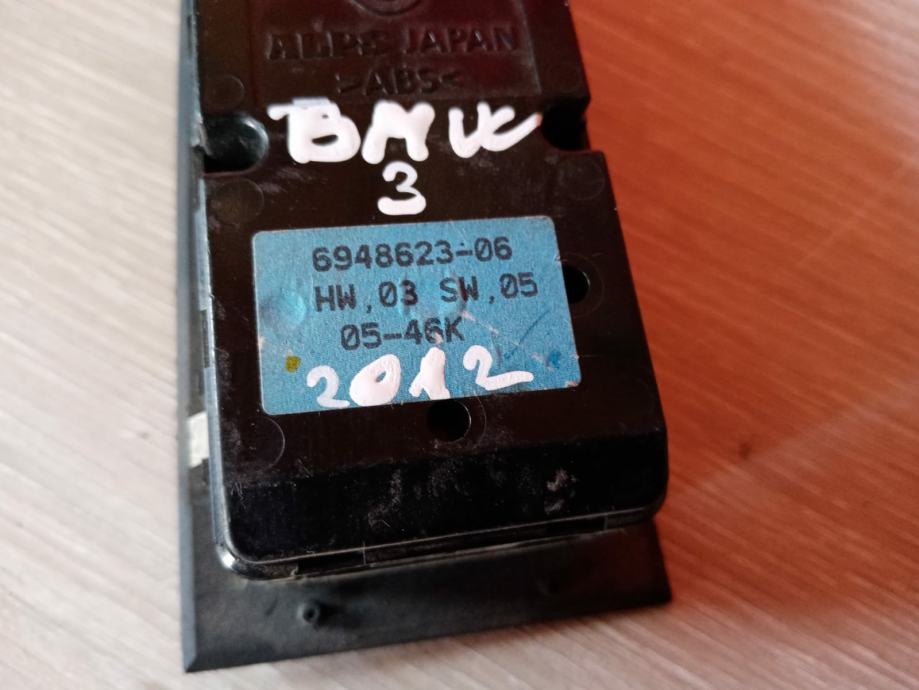 ALPS JAPAN
>ABS<
BMW
3
6948623-06
HW,03 SW,05
05-46K
2012